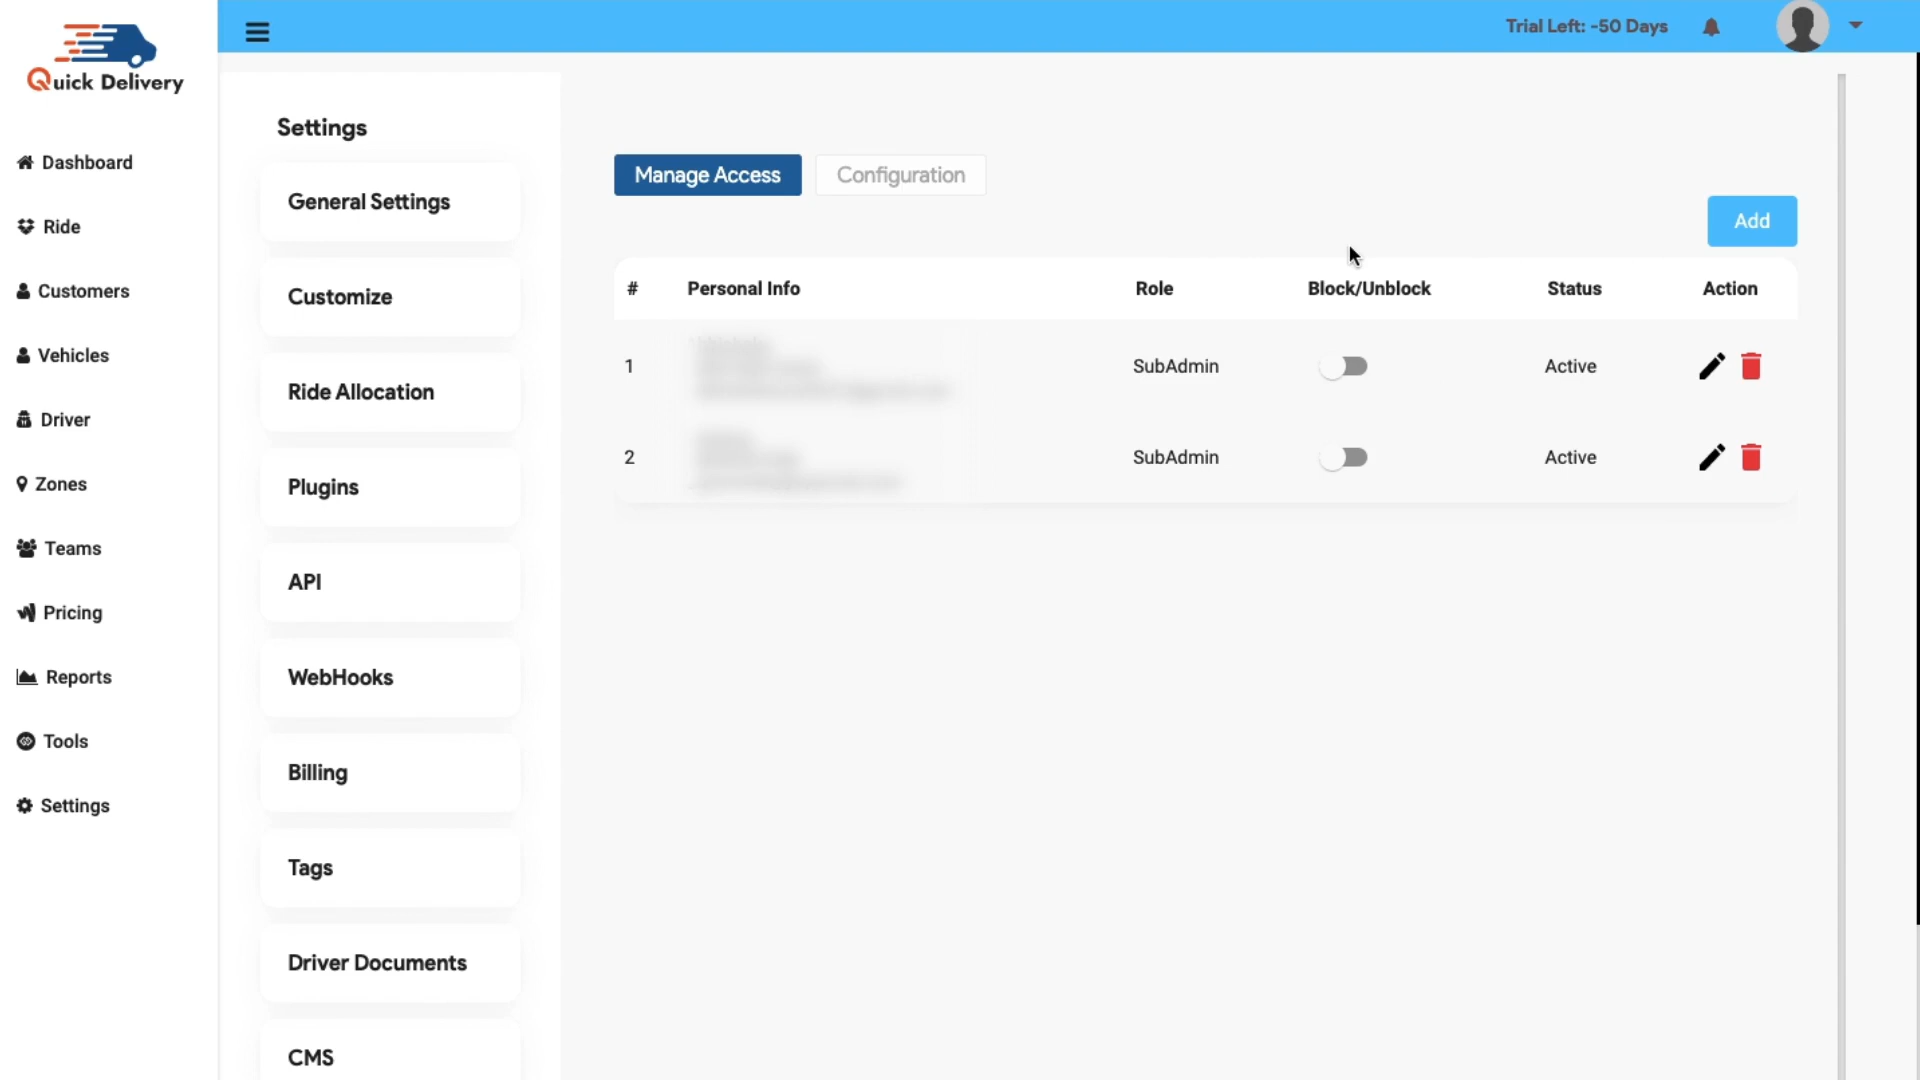 Quick Delivery
Trial Left: -50 Days
Dashboard
Ride
Customers
Vehicles
Driver
Zones
Teams
Pricing
Reports
Tools
Settings
Settings
General Settings
Customize
Ride Allocation
Plugins
API
WebHooks
Billing
Tags
Driver Documents
CMS
Manage Access Configuration
Add
# Personal Info Role Block/Unblock Status Action
1 SubAdmin Active
2 SubAdmin Active